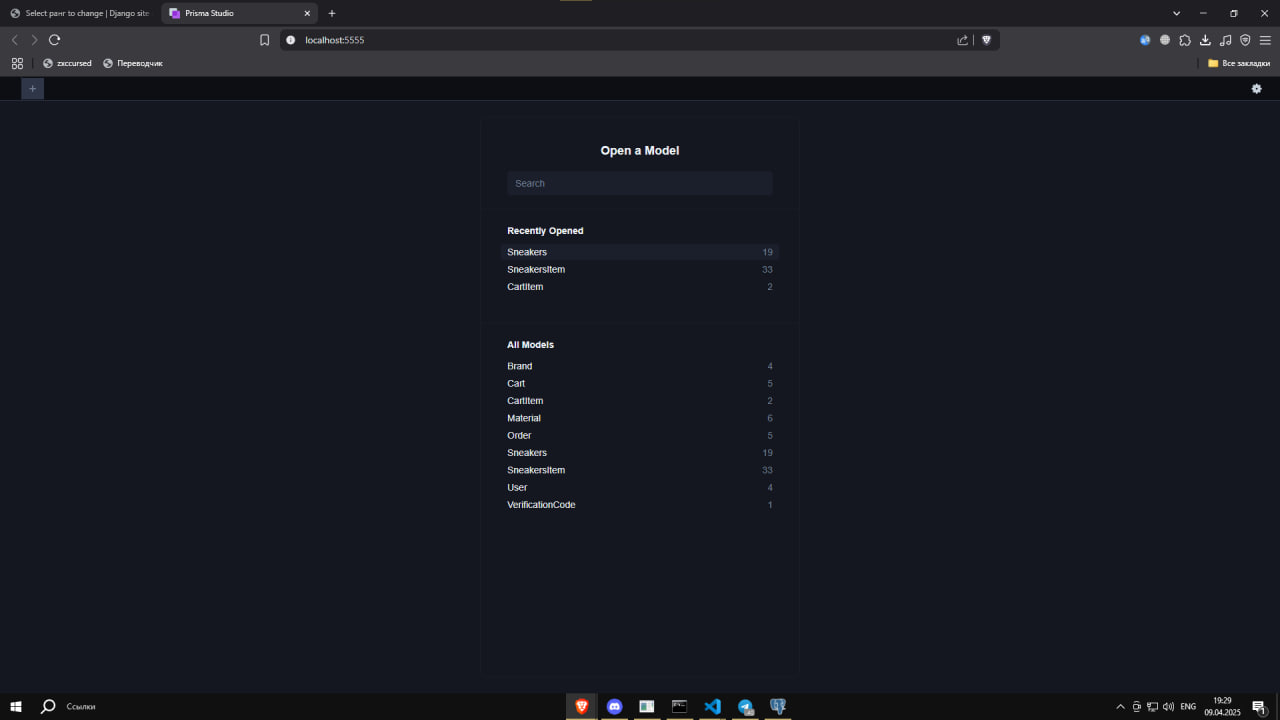 Select ранг to change | Django site
Prisma Studio
localhost:5555
zxccursed
Переводчик
Все закладки
Open a Model
Search
Recently Opened
Sneakers 19
SneakersItem 33
CartItem 2
All Models
Brand 4
Cart 5
CartItem 2
Material 6
Order 5
Sneakers 19
SneakersItem 33
User 4
VerificationCode 1
Ссылки
ENG
19:29
09.04.2025